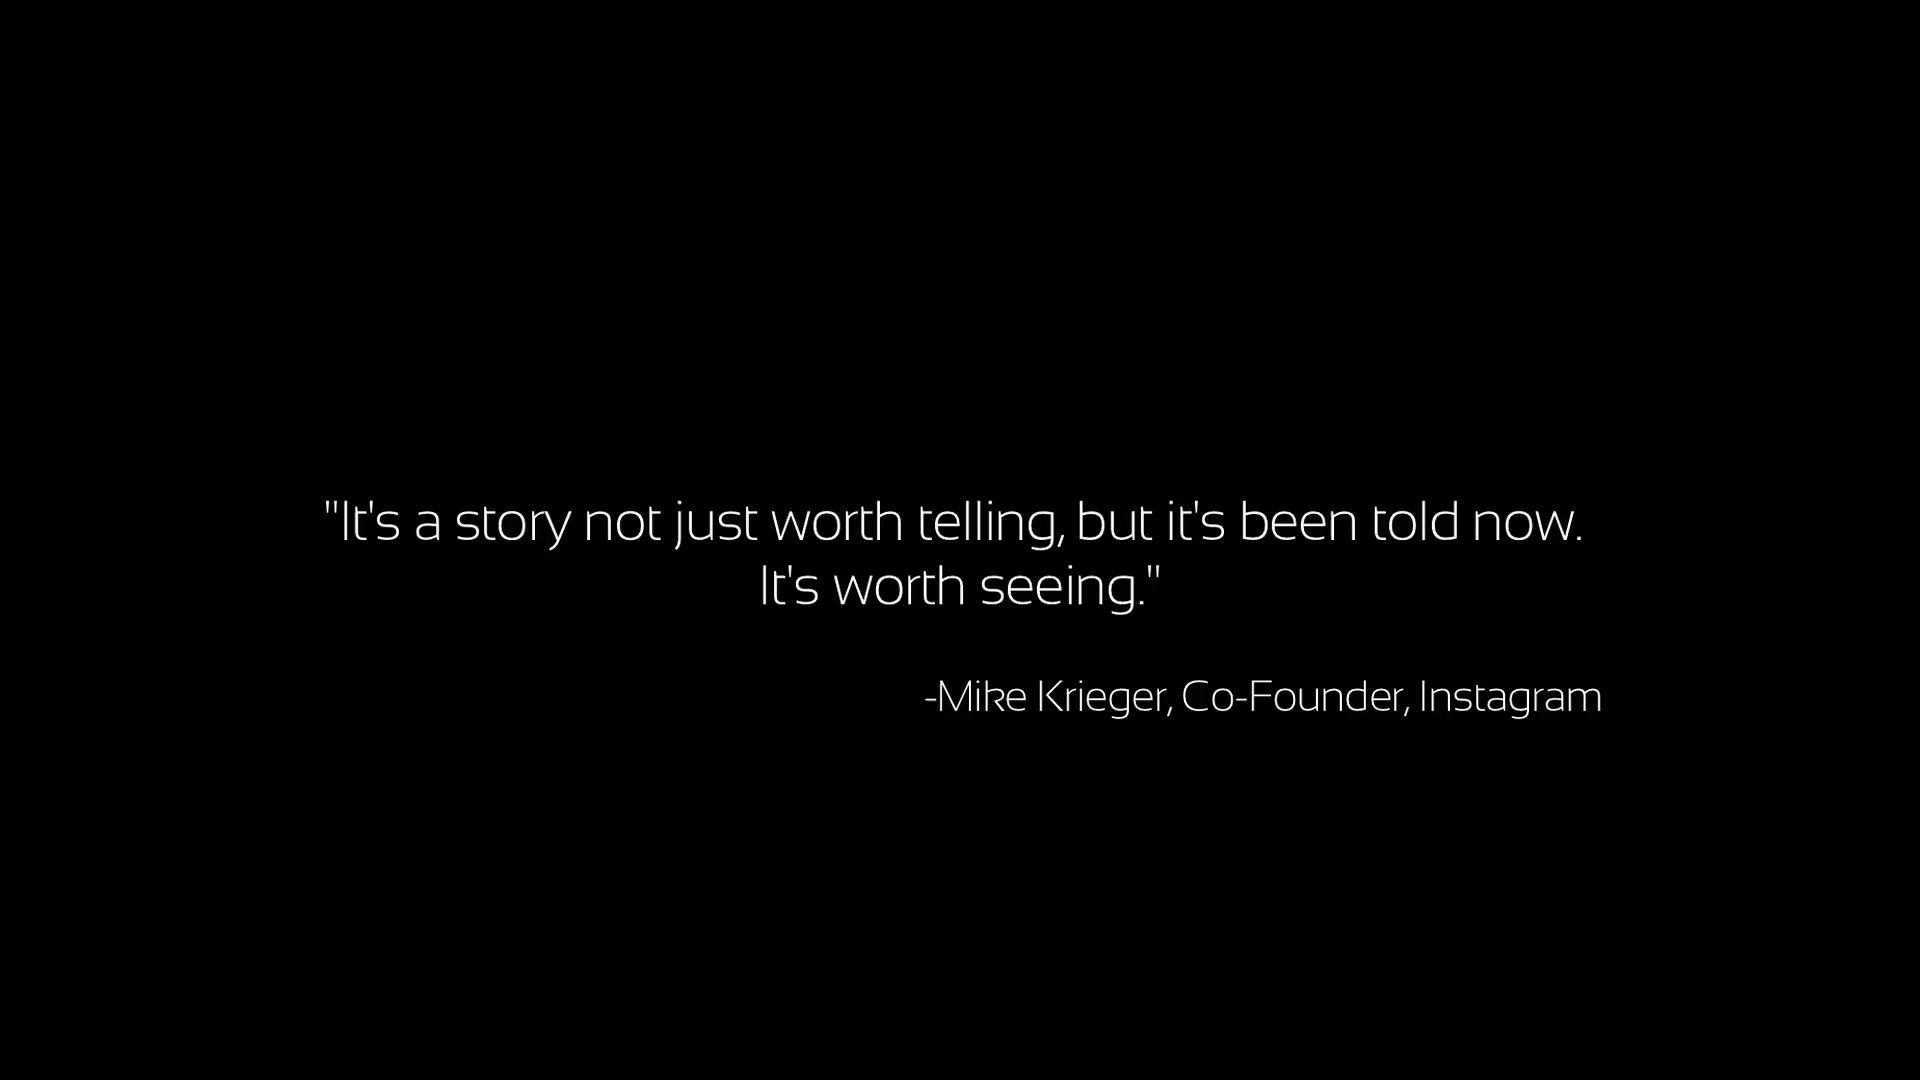 "It's a story not just worth telling, but it's been told now.
It's worth seeing."
-Mike Krieger, Co-Founder, Instagram